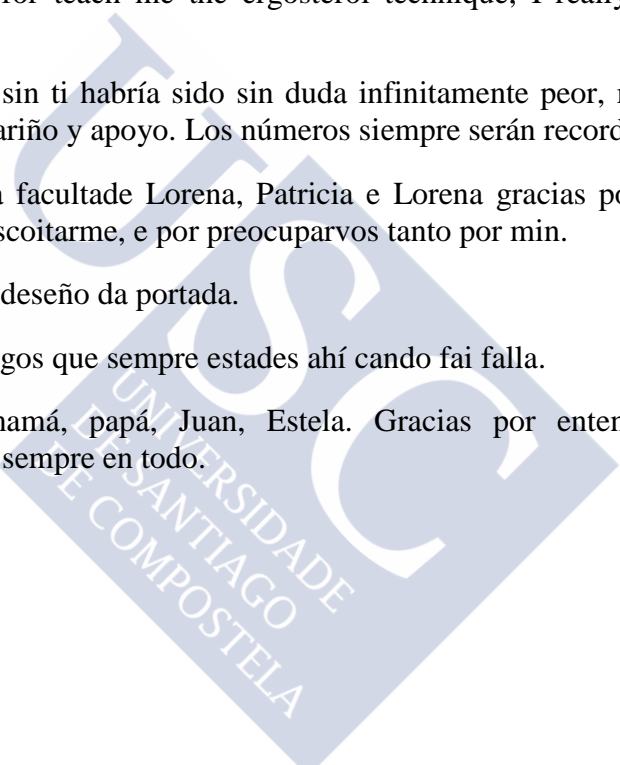 for teach me the ergosterol technique, I really
sin ti habría sido sin duda infinitamente peor,
ariño y apoyo. Los números siempre serán record
facultade Lorena, Patricia e Lorena gracias po
scoitarme, e por preocuparvos tanto por min.
deseño da portada.
gos que sempre estades ahí cando fai falla.
mamá, papá, Juan, Estela. Gracias por enten
sempre en todo.
USC
UNIVERSIDADE
DE SANTIAGO
DE COMPOSTELA